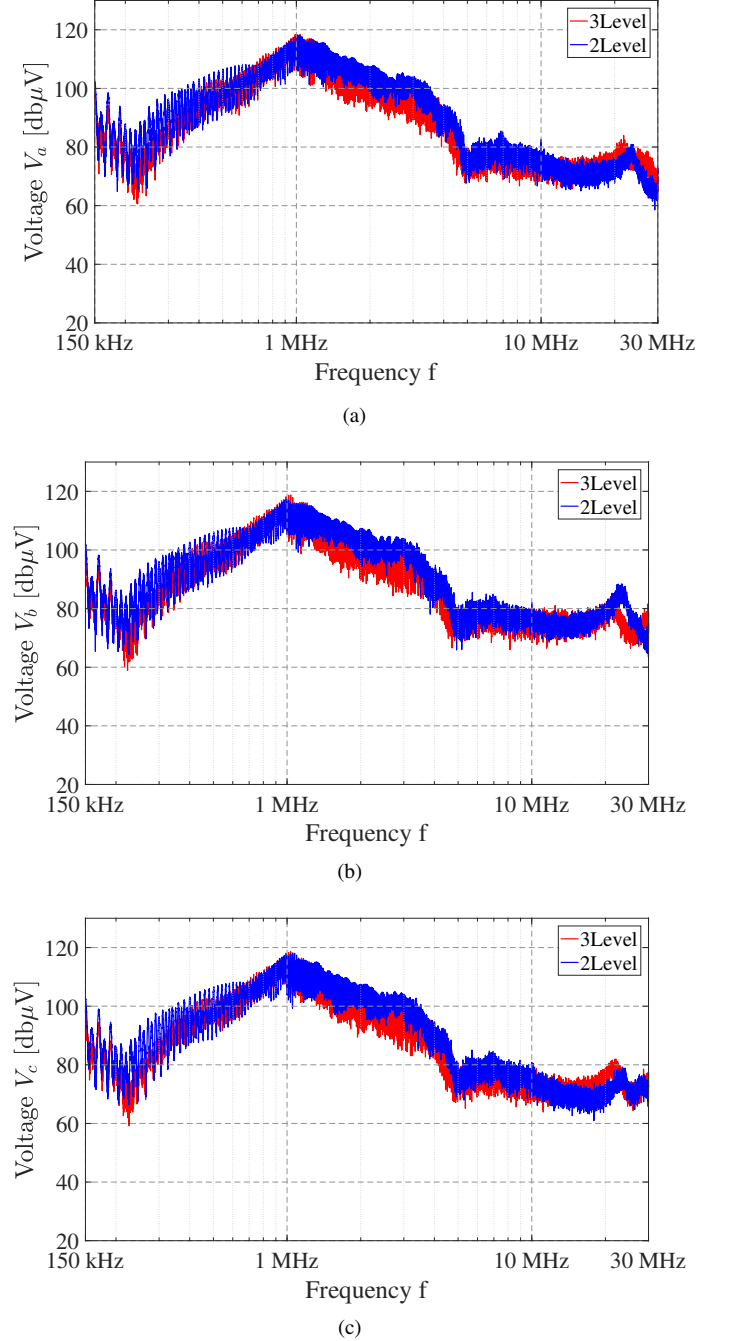 120
100
80
60
40
20
Voltage V_a [dbμV]
3Level
2Level
150 kHz
1 MHz
10 MHz
30 MHz
Frequency f
(a)
120
100
80
60
40
20
Voltage V_b [dbμV]
3Level
2Level
150 kHz
1 MHz
10 MHz
30 MHz
Frequency f
(b)
120
100
80
60
40
20
Voltage V_c [dbμV]
3Level
2Level
150 kHz
1 MHz
10 MHz
30 MHz
Frequency f
(c)